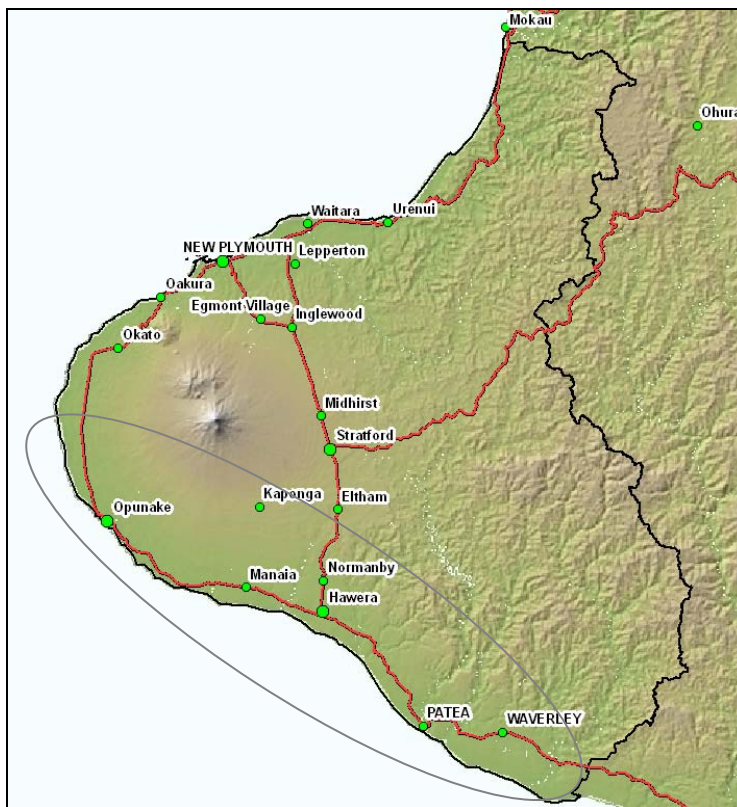 Mokau
Ohura
Waitara
Urenui
NEW PLYMOUTH
Lepperton
Oakura
Egmont Village
Inglewood
Okato
Midhirst
Stratford
Kaponga
Eltham
Opunake
Manaia
Normanby
Hawera
PATEA
WAVERLEY